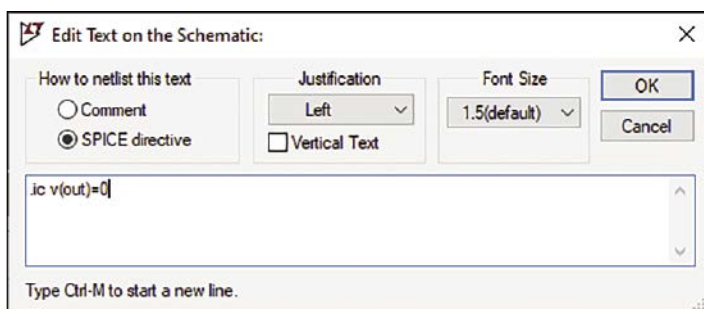 Edit Text on the Schematic:
How to netlist this text
Comment
SPICE directive
Justification
Left
Vertical Text
Font Size
1.5(default)
OK
Cancel
.ic v(out)=0
Type Ctrl-M to start a new line.